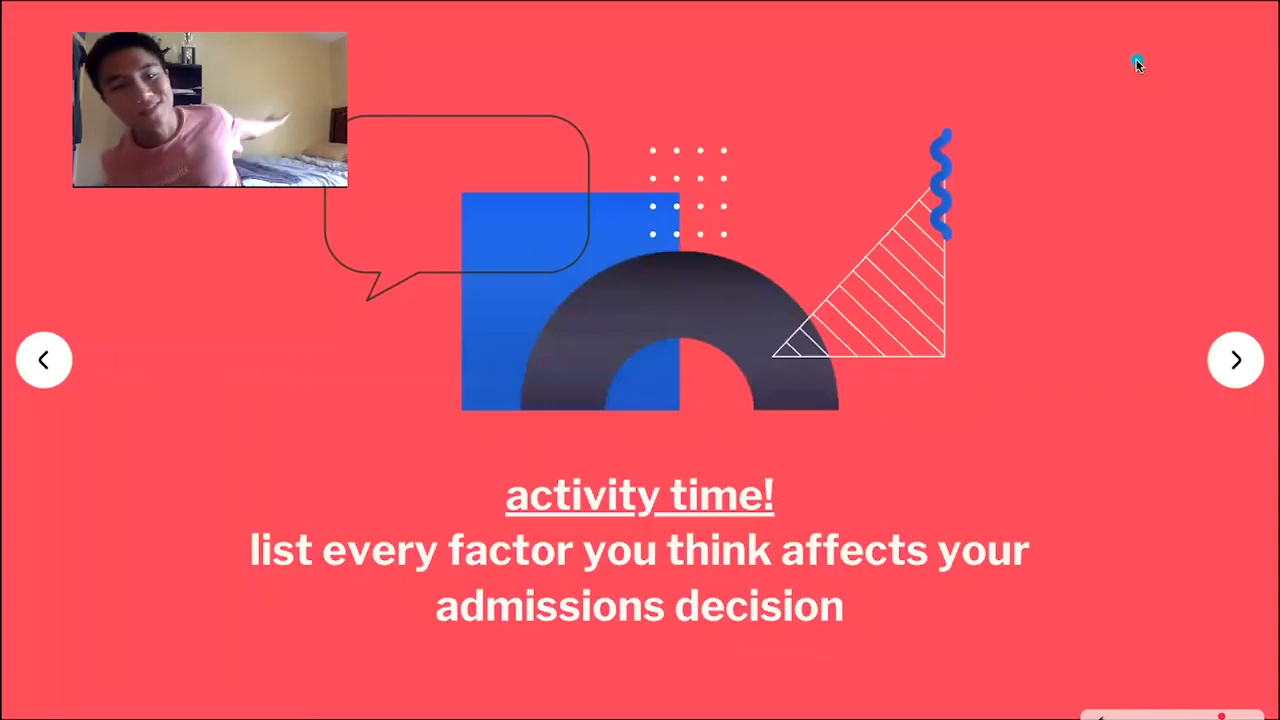 activity time!
list every factor you think affects your
admissions decision